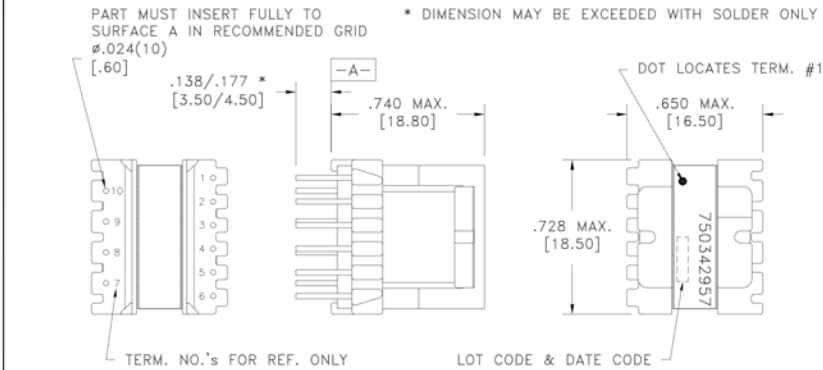 PART MUST INSERT FULLY TO
SURFACE A IN RECOMMENDED GRID
ø.024(10)
[.60]
* DIMENSION MAY BE EXCEEDED WITH SOLDER ONLY
.138/.177 *
[3.50/4.50]
-A-
.740 MAX.
[18.80]
DOT LOCATES TERM. #1
.650 MAX.
[16.50]
.728 MAX.
[18.50]
10
9
8
7
1
2
3
4
5
6
750342957
TERM. NO.'s FOR REF. ONLY
LOT CODE & DATE CODE